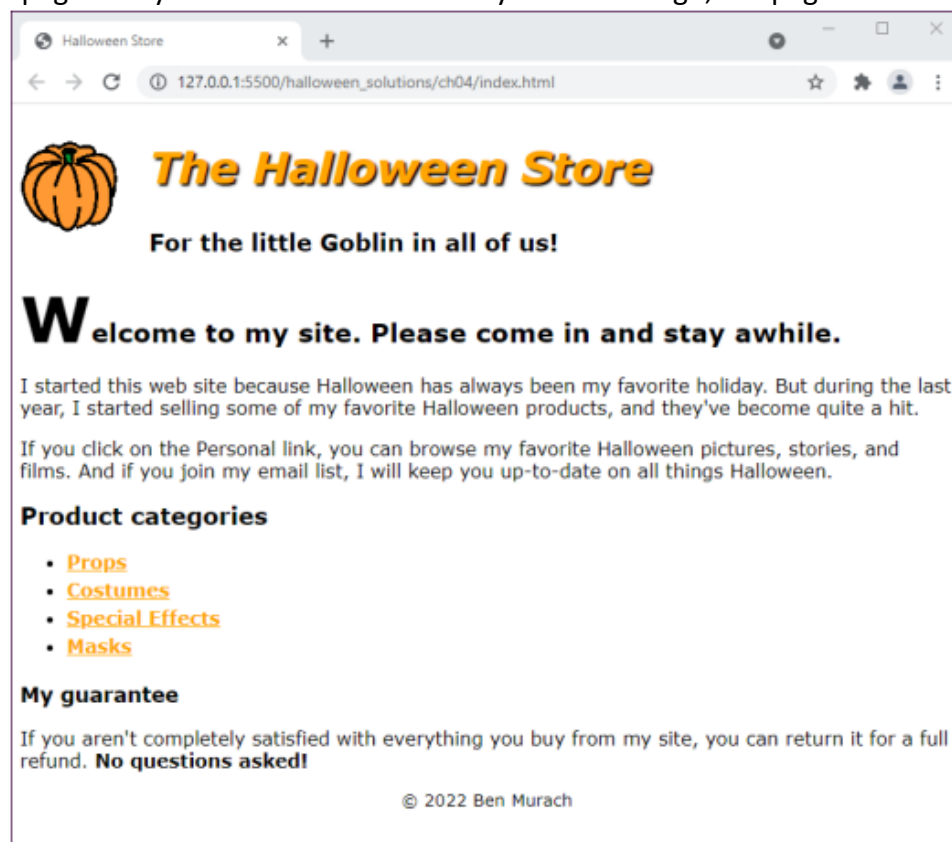 Halloween Store
127.0.0.1:5500/halloween_solutions/ch04/index.html
The Halloween Store
For the little Goblin in all of us!
Welcome to my site. Please come in and stay awhile.
I started this web site because Halloween has always been my favorite holiday. But during the last
year, I started selling some of my favorite Halloween products, and they've become quite a hit.
If you click on the Personal link, you can browse my favorite Halloween pictures, stories, and
films. And if you join my email list, I will keep you up-to-date on all things Halloween.
Product categories
• Props
• Costumes
• Special Effects
• Masks
My guarantee
If you aren't completely satisfied with everything you buy from my site, you can return it for a full
refund. No questions asked!
© 2022 Ben Murach